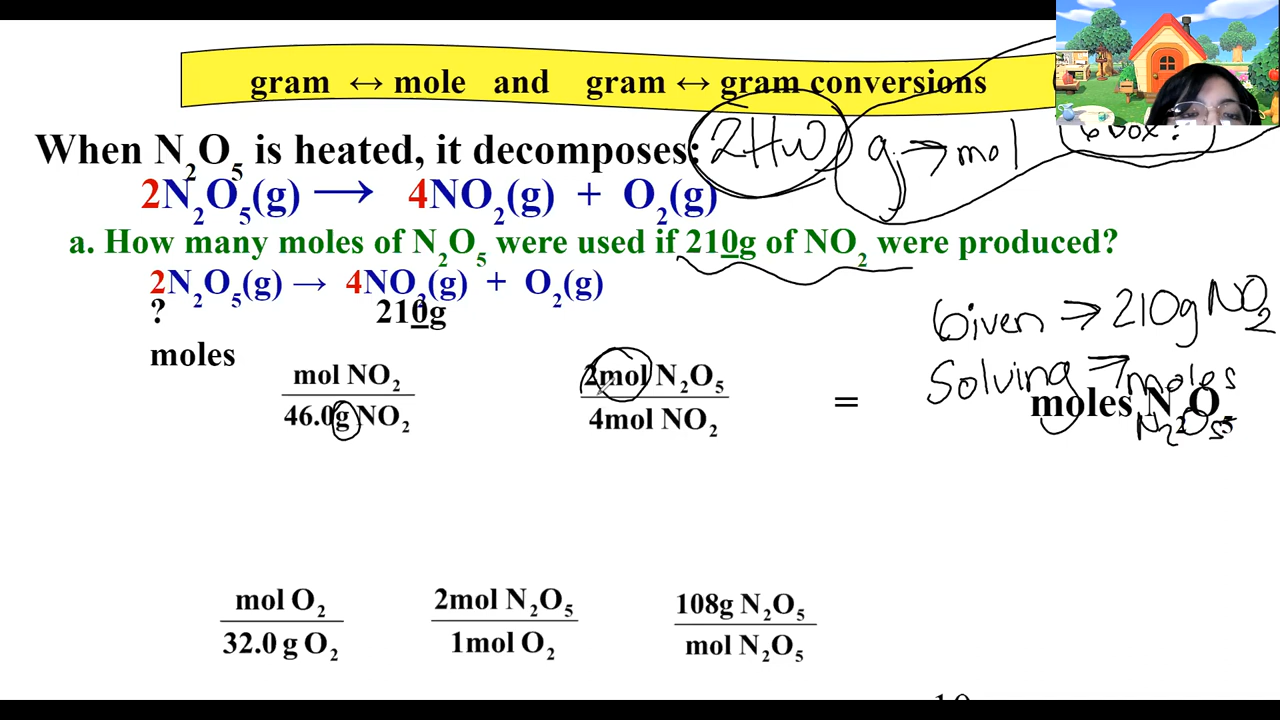 gram ↔ mole and gram ↔ gram conversions
When N₂O₅ is heated, it decomposes: 2HW g → mol
2N₂O₅(g) → 4NO₂(g) + O₂(g)
a. How many moles of N₂O₅ were used if 210g of NO₂ were produced?
2N₂O₅(g) → 4NO₂(g) + O₂(g)
? 210g
moles
Given → 210g NO₂
Solving → moles N₂O₅
mol NO₂ 2mol N₂O₅
46.0g NO₂ 4mol NO₂
= moles N₂O₅
mol O₂ 2mol N₂O₅ 108g N₂O₅
32.0 g O₂ 1mol O₂ mol N₂O₅